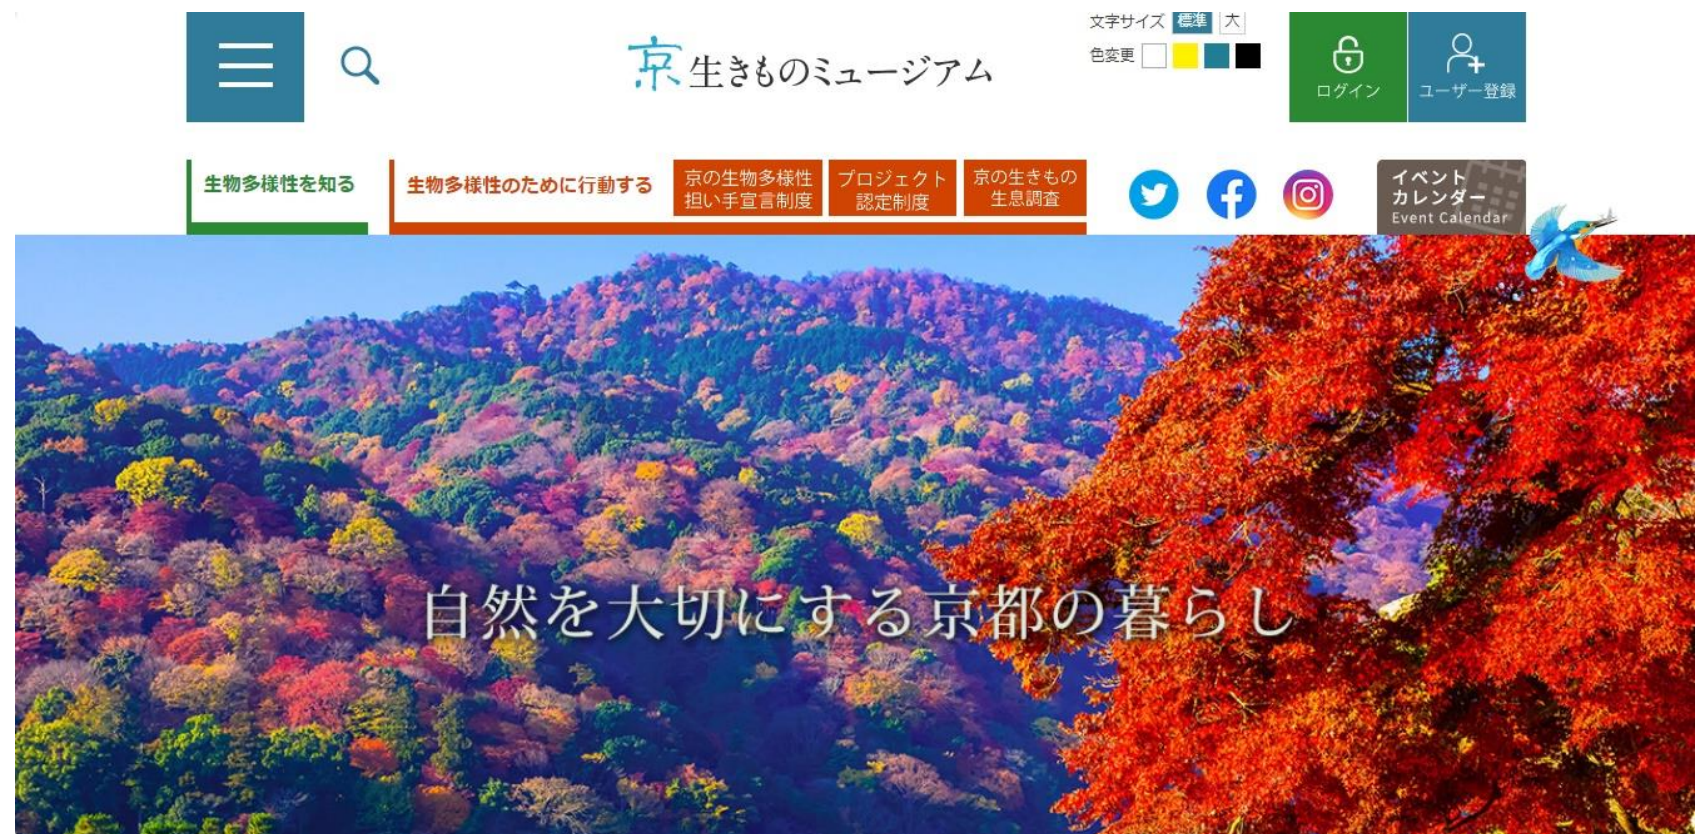 文字サイズ 標準 大
京生きものミュージアム
色変更
ログイン
ユーザー登録
生物多様性を知る
生物多様性のために行動する
京の生物多様性
担い手宣言制度
プロジェクト
認定制度
京の生きもの
生息調査
イベント
カレンダー
Event Calendar
自然を大切にする京都の暮らし